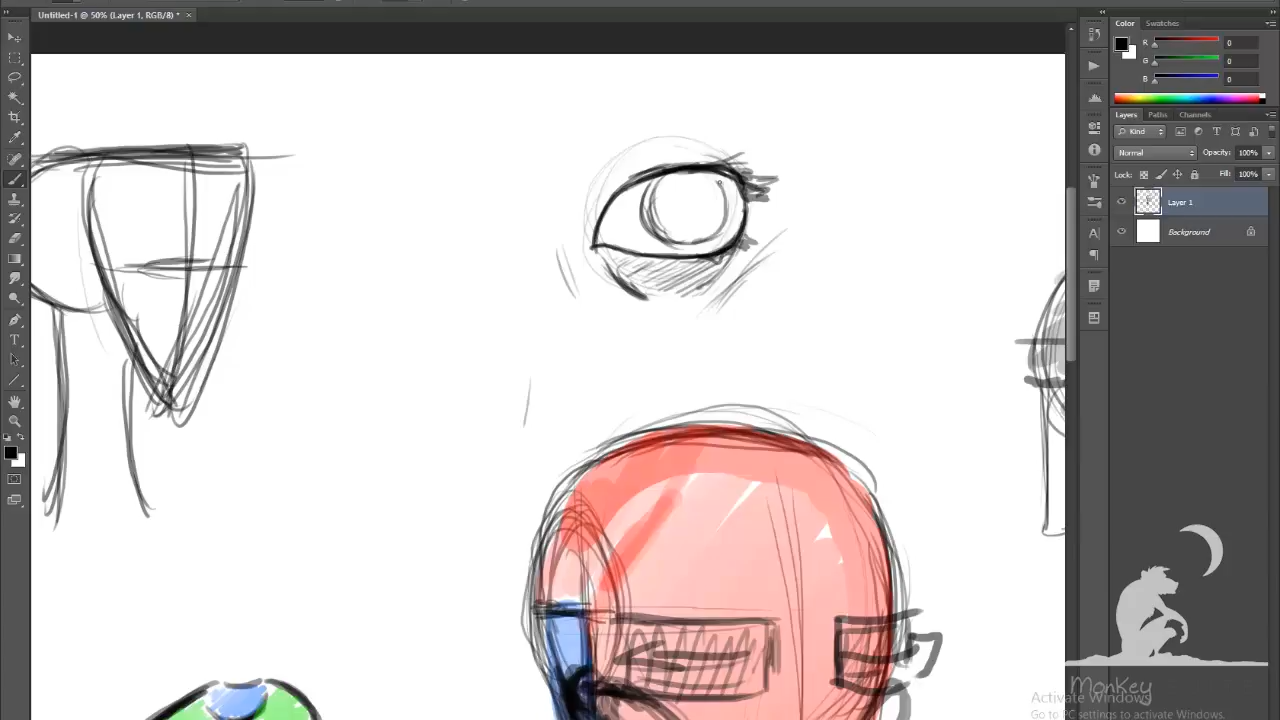 Untitled-1 @ 50% (Layer 1, RGB/8) *
Color
Swatches
R
0
G
0
B
0
Layers
Paths
Channels
Kind
Normal
Opacity:
100%
Lock:
Fill:
100%
Layer 1
Background
MonKey
Activate Windows
Go to PC settings to activate Windows.